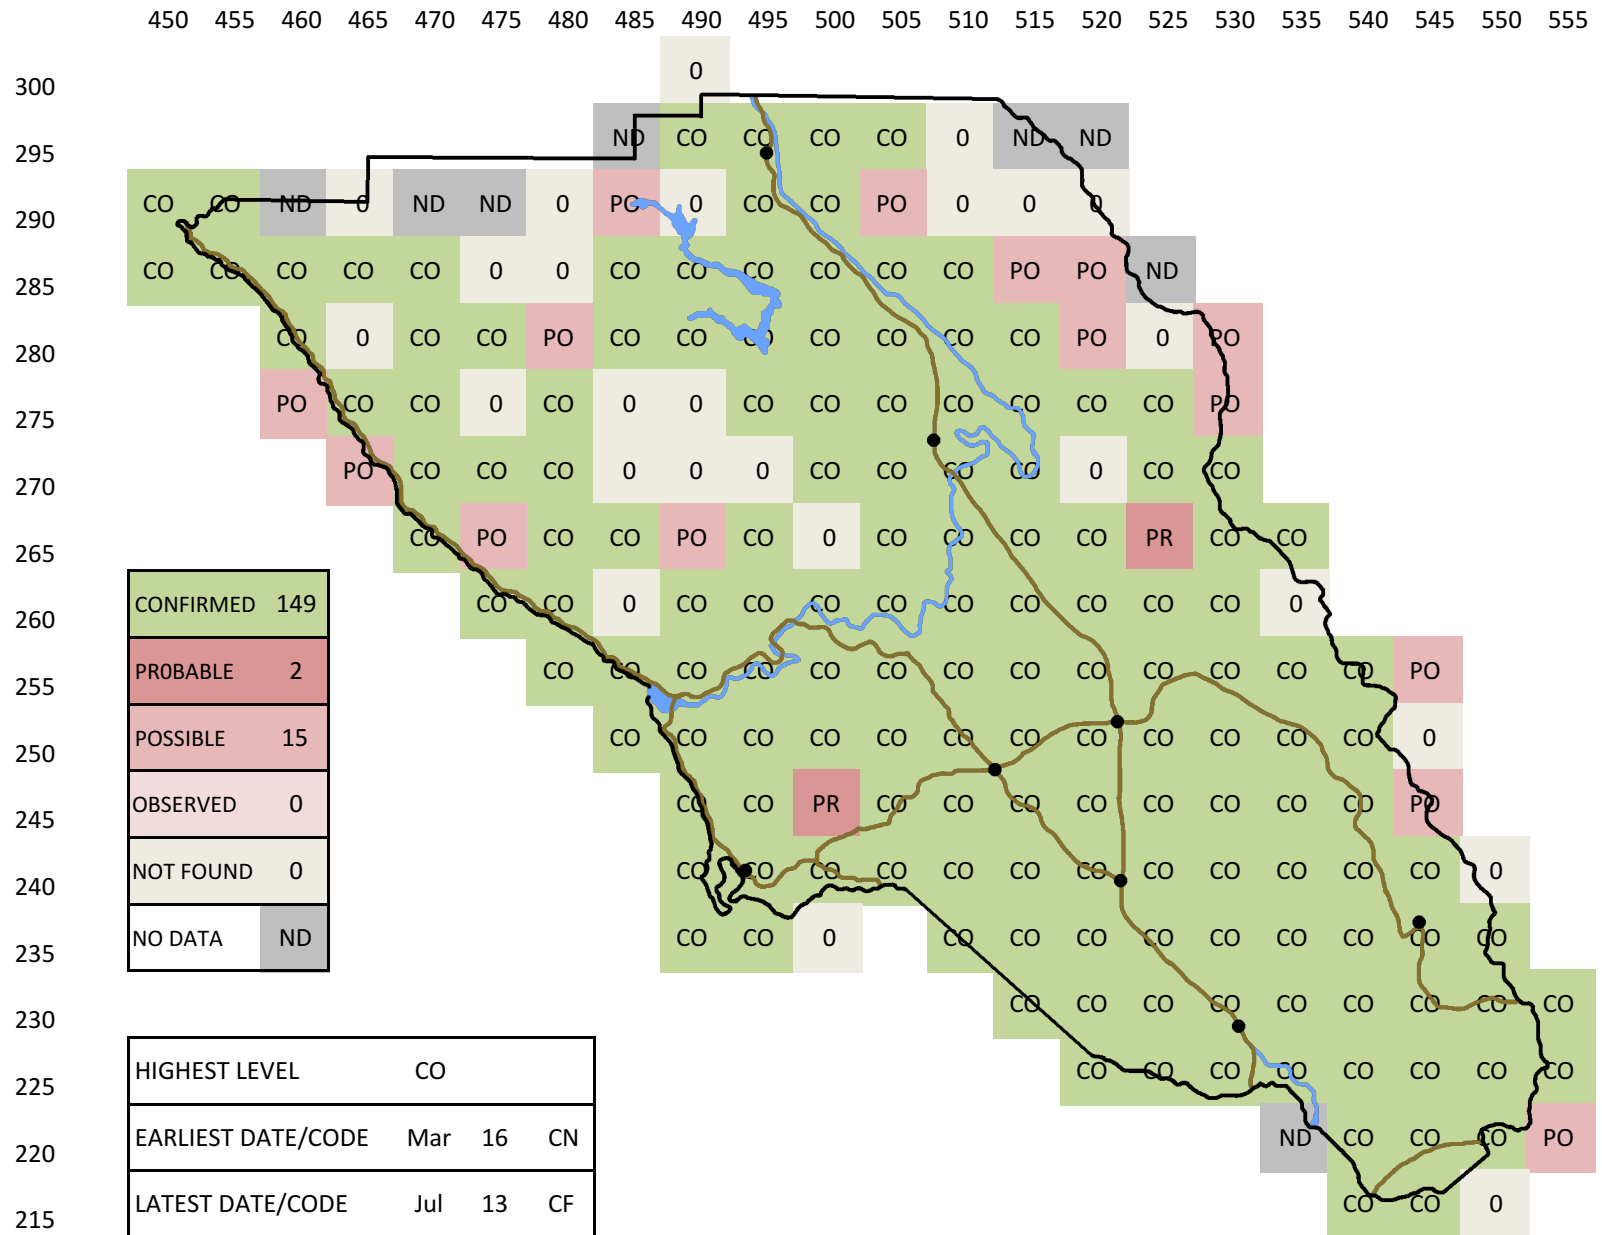 450 455 460 465 470 475 480 485 490 495 500 505 510 515 520 525 530 535 540 545 550 555
0
300
ND CO CO CO CO 0 ND ND
295
CO CO ND 0 ND ND 0 PO 0 CO CO PO 0 0 0
290
CO CO CO CO CO 0 0 CO CO CO CO CO CO PO PO ND
285
CO 0 CO CO PO CO CO CO CO CO CO CO PO 0 PO
280
PO CO CO 0 CO 0 0 CO CO CO CO CO CO CO PO
275
PO CO CO CO 0 0 0 CO CO CO CO 0 CO CO
270
CO PO CO CO PO CO 0 CO CO CO CO PR CO CO
265
CONFIRMED 149 CO CO 0 CO CO CO CO CO CO CO CO CO 0
260
PR0BABLE 2 CO CO CO CO CO CO CO CO CO CO CO CO CO PO
255
POSSIBLE 15 CO CO CO CO CO CO CO CO CO CO CO CO 0
250
OBSERVED 0 CO CO PR CO CO CO CO CO CO CO CO PO
245
NOT FOUND 0 CO CO CO CO CO CO CO CO CO CO CO CO 0
240
NO DATA ND CO CO 0 CO CO CO CO CO CO CO CO CO
235
CO CO CO CO CO CO CO CO CO
230
HIGHEST LEVEL CO CO CO CO CO CO CO CO CO
225
EARLIEST DATE/CODE Mar 16 CN ND CO CO CO PO
220
LATEST DATE/CODE Jul 13 CF CO CO 0
215